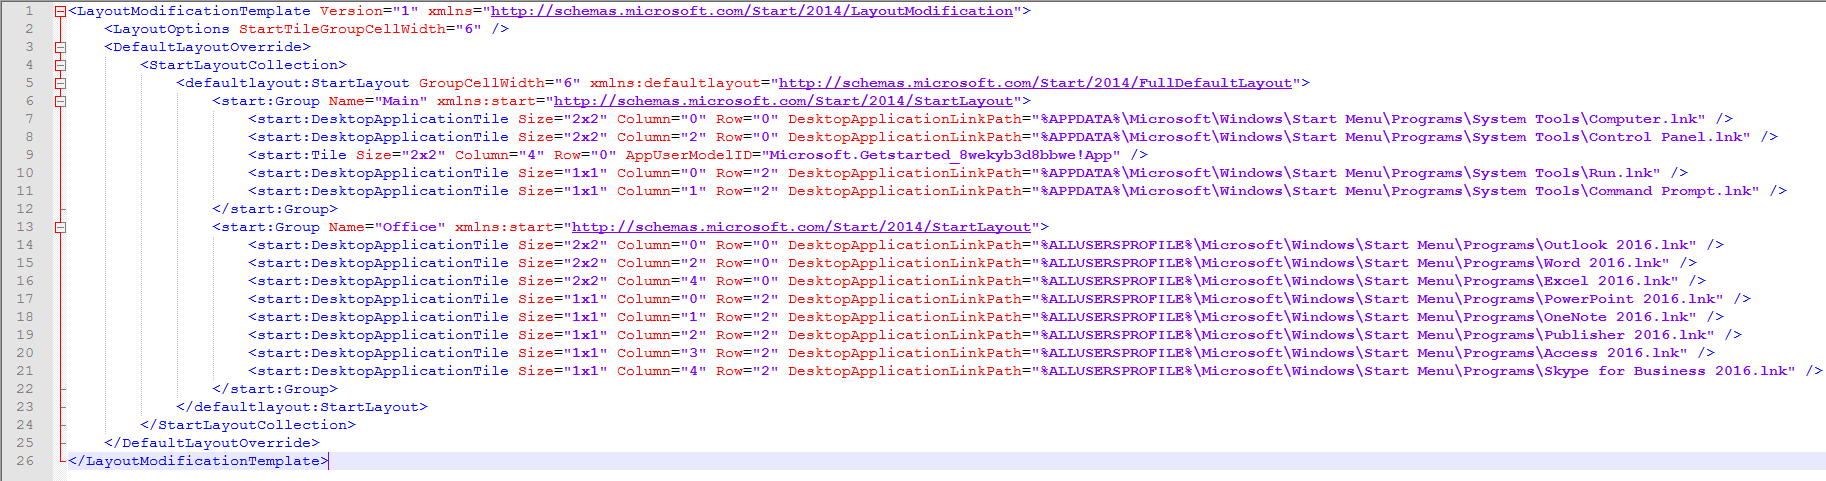 1 <LayoutModificationTemplate Version="1" xmlns="http://schemas.microsoft.com/Start/2014/LayoutModification">
2 <LayoutOptions StartTileGroupCellWidth="6" />
3 <DefaultLayoutOverride>
4 <StartLayoutCollection>
5 <defaultlayout:StartLayout GroupCellWidth="6" xmlns:defaultlayout="http://schemas.microsoft.com/Start/2014/FullDefaultLayout">
6 <start:Group Name="Main" xmlns:start="http://schemas.microsoft.com/Start/2014/StartLayout">
7 <start:DesktopApplicationTile Size="2x2" Column="0" Row="0" DesktopApplicationLinkPath="%APPDATA%\Microsoft\Windows\Start Menu\Programs\System Tools\Computer.lnk" />
8 <start:DesktopApplicationTile Size="2x2" Column="2" Row="0" DesktopApplicationLinkPath="%APPDATA%\Microsoft\Windows\Start Menu\Programs\System Tools\Control Panel.lnk" />
9 <start:Tile Size="2x2" Column="4" Row="0" AppUserModelID="Microsoft.Getstarted_8wekyb3d8bbwe!App" />
10 <start:DesktopApplicationTile Size="1x1" Column="0" Row="2" DesktopApplicationLinkPath="%APPDATA%\Microsoft\Windows\Start Menu\Programs\System Tools\Run.lnk" />
11 <start:DesktopApplicationTile Size="1x1" Column="1" Row="2" DesktopApplicationLinkPath="%APPDATA%\Microsoft\Windows\Start Menu\Programs\System Tools\Command Prompt.lnk" />
12 </start:Group>
13 <start:Group Name="Office" xmlns:start="http://schemas.microsoft.com/Start/2014/StartLayout">
14 <start:DesktopApplicationTile Size="2x2" Column="0" Row="0" DesktopApplicationLinkPath="%ALLUSERSPROFILE%\Microsoft\Windows\Start Menu\Programs\Outlook 2016.lnk" />
15 <start:DesktopApplicationTile Size="2x2" Column="2" Row="0" DesktopApplicationLinkPath="%ALLUSERSPROFILE%\Microsoft\Windows\Start Menu\Programs\Word 2016.lnk" />
16 <start:DesktopApplicationTile Size="2x2" Column="4" Row="0" DesktopApplicationLinkPath="%ALLUSERSPROFILE%\Microsoft\Windows\Start Menu\Programs\Excel 2016.lnk" />
17 <start:DesktopApplicationTile Size="1x1" Column="0" Row="2" DesktopApplicationLinkPath="%ALLUSERSPROFILE%\Microsoft\Windows\Start Menu\Programs\PowerPoint 2016.lnk" />
18 <start:DesktopApplicationTile Size="1x1" Column="1" Row="2" DesktopApplicationLinkPath="%ALLUSERSPROFILE%\Microsoft\Windows\Start Menu\Programs\OneNote 2016.lnk" />
19 <start:DesktopApplicationTile Size="1x1" Column="2" Row="2" DesktopApplicationLinkPath="%ALLUSERSPROFILE%\Microsoft\Windows\Start Menu\Programs\Publisher 2016.lnk" />
20 <start:DesktopApplicationTile Size="1x1" Column="3" Row="2" DesktopApplicationLinkPath="%ALLUSERSPROFILE%\Microsoft\Windows\Start Menu\Programs\Access 2016.lnk" />
21 <start:DesktopApplicationTile Size="1x1" Column="4" Row="2" DesktopApplicationLinkPath="%ALLUSERSPROFILE%\Microsoft\Windows\Start Menu\Programs\Skype for Business 2016.lnk" />
22 </start:Group>
23 </defaultlayout:StartLayout>
24 </StartLayoutCollection>
25 </DefaultLayoutOverride>
26 </LayoutModificationTemplate>